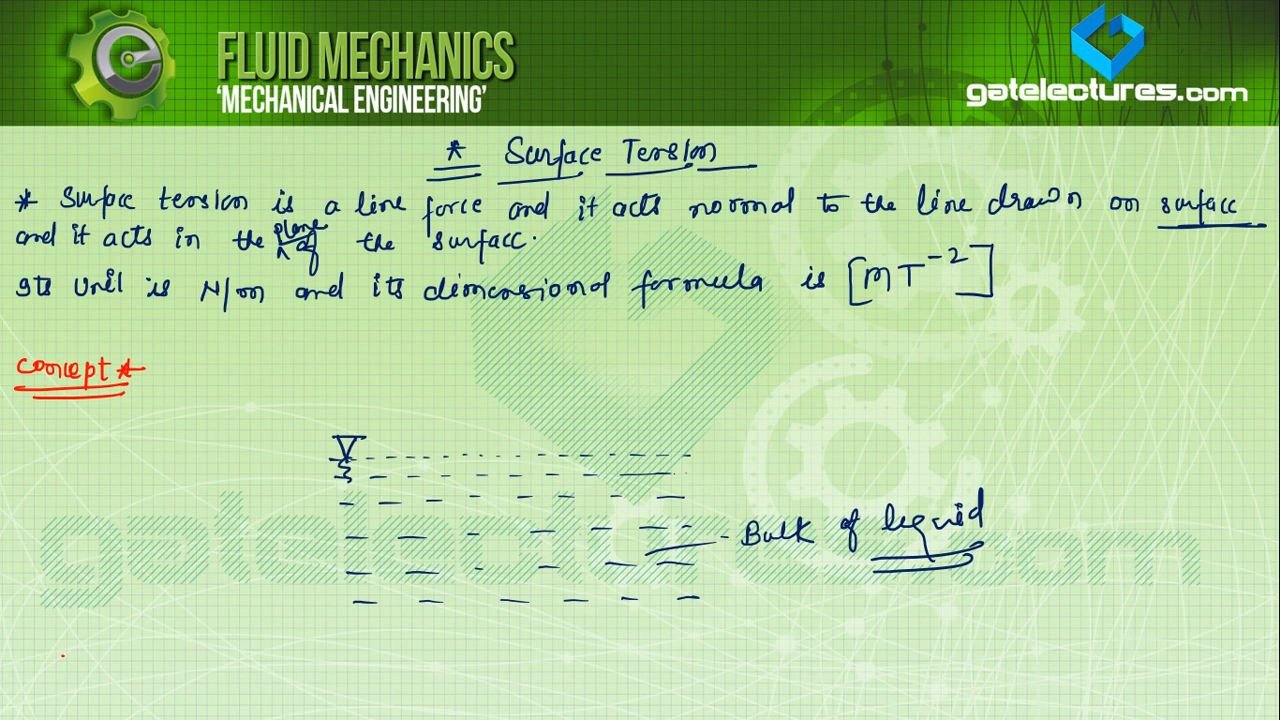 FLUID MECHANICS
'MECHANICAL ENGINEERING'
gatelectures.com
* Surface Tension
* Surface tension is a line force and it acts normal to the line drawn on surface
and it acts in the plane of the surface.
Its Unit is N/m and its dimensional formula is [MT⁻²]
Concept *
- Bulk of liquid
gatelectures.com